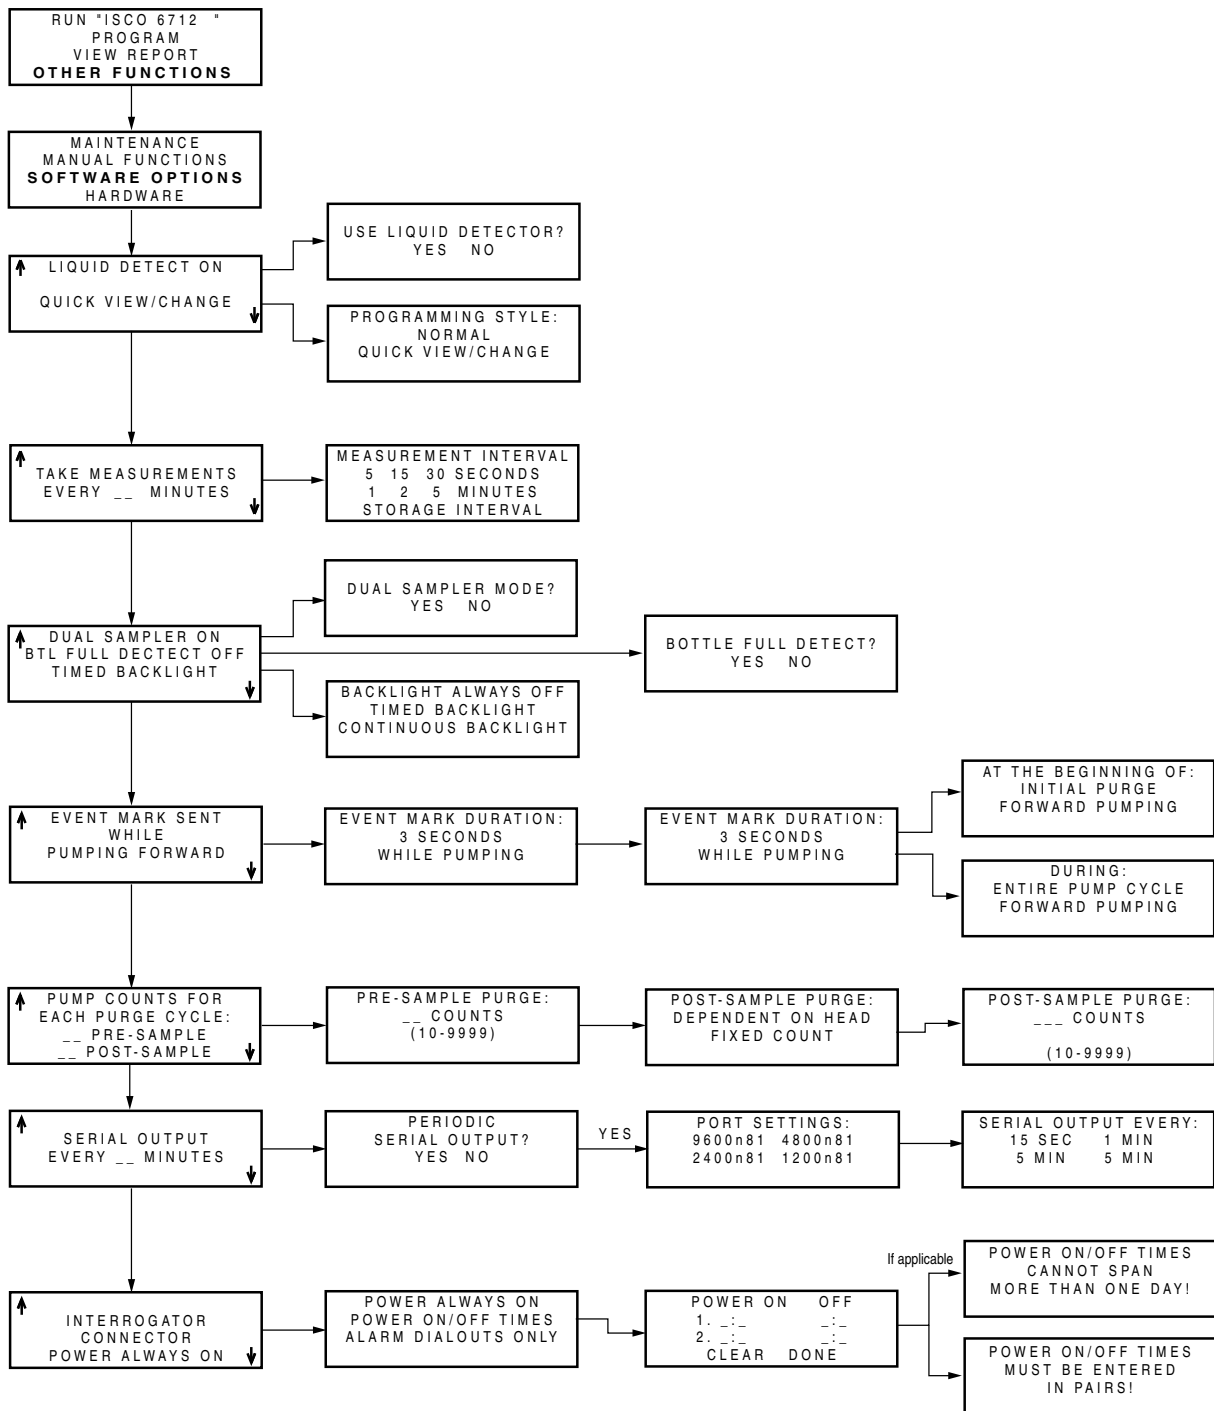 RUN "ISCO 6712 "
PROGRAM
VIEW REPORT
OTHER FUNCTIONS
MAINTENANCE
MANUAL FUNCTIONS
SOFTWARE OPTIONS
HARDWARE
LIQUID DETECT ON
QUICK VIEW/CHANGE
USE LIQUID DETECTOR?
YES NO
PROGRAMMING STYLE:
NORMAL
QUICK VIEW/CHANGE
TAKE MEASUREMENTS
EVERY __ MINUTES
MEASUREMENT INTERVAL
5 15 30 SECONDS
1 2 5 MINUTES
STORAGE INTERVAL
DUAL SAMPLER ON
BTL FULL DECTECT OFF
TIMED BACKLIGHT
DUAL SAMPLER MODE?
YES NO
BOTTLE FULL DETECT?
YES NO
BACKLIGHT ALWAYS OFF
TIMED BACKLIGHT
CONTINUOUS BACKLIGHT
EVENT MARK SENT
WHILE
PUMPING FORWARD
EVENT MARK DURATION:
3 SECONDS
WHILE PUMPING
EVENT MARK DURATION:
3 SECONDS
WHILE PUMPING
AT THE BEGINNING OF:
INITIAL PURGE
FORWARD PUMPING
DURING:
ENTIRE PUMP CYCLE
FORWARD PUMPING
PUMP COUNTS FOR
EACH PURGE CYCLE:
__ PRE-SAMPLE
__ POST-SAMPLE
PRE-SAMPLE PURGE:
__ COUNTS
(10-9999)
POST-SAMPLE PURGE:
DEPENDENT ON HEAD
FIXED COUNT
POST-SAMPLE PURGE:
___ COUNTS
(10-9999)
SERIAL OUTPUT
EVERY __ MINUTES
PERIODIC
SERIAL OUTPUT?
YES NO
YES
PORT SETTINGS:
9600n81 4800n81
2400n81 1200n81
SERIAL OUTPUT EVERY:
15 SEC 1 MIN
5 MIN 5 MIN
INTERROGATOR
CONNECTOR
POWER ALWAYS ON
POWER ALWAYS ON
POWER ON/OFF TIMES
ALARM DIALOUTS ONLY
POWER ON OFF
1. _:_ _:_
2. _:_ _:_
CLEAR DONE
If applicable
POWER ON/OFF TIMES
CANNOT SPAN
MORE THAN ONE DAY!
POWER ON/OFF TIMES
MUST BE ENTERED
IN PAIRS!